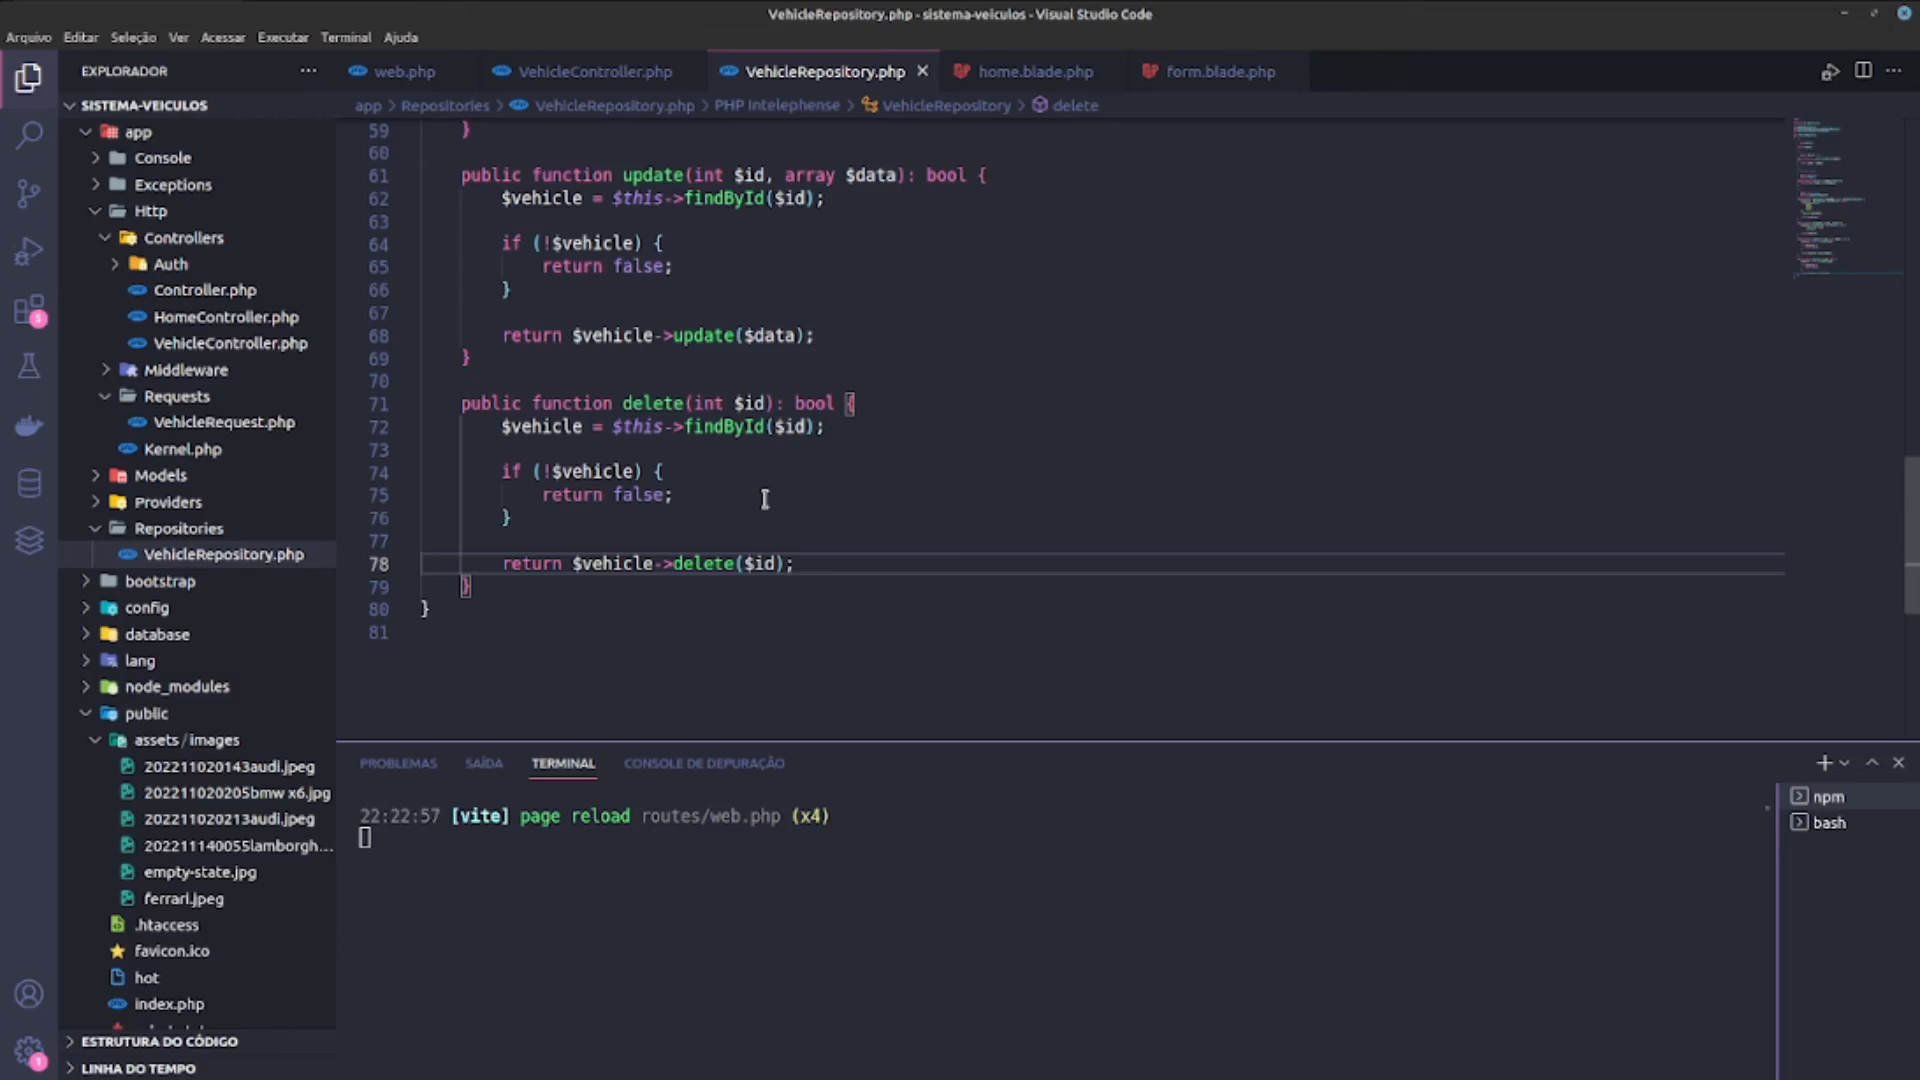 VehicleRepository.php - sistema-veiculos - Visual Studio Code
Arquivo Editar Seleção Ver Acessar Executar Terminal Ajuda
EXPLORADOR
web.php VehicleController.php VehicleRepository.php home.blade.php form.blade.php
SISTEMA-VEICULOS
app > Repositories > VehicleRepository.php > PHP Intelephense > VehicleRepository > delete
app
Console
Exceptions
Http
Controllers
Auth
Controller.php
HomeController.php
VehicleController.php
Middleware
Requests
VehicleRequest.php
Kernel.php
Models
Providers
Repositories
VehicleRepository.php
bootstrap
config
database
lang
node_modules
public
assets/images
202211020143audi.jpeg
202211020205bmw x6.jpg
202211020213audi.jpeg
202211140055lamborgh...
empty-state.jpg
ferrari.jpeg
.htaccess
favicon.ico
hot
index.php
ESTRUTURA DO CÓDIGO
LINHA DO TEMPO
5
1
59 }
60
61 public function update(int $id, array $data): bool {
62 $vehicle = $this->findById($id);
63
64 if (!$vehicle) {
65 return false;
66 }
67
68 return $vehicle->update($data);
69 }
70
71 public function delete(int $id): bool {
72 $vehicle = $this->findById($id);
73
74 if (!$vehicle) {
75 return false;
76 }
77
78 return $vehicle->delete($id);
79 }
80 }
81
PROBLEMAS SAÍDA TERMINAL CONSOLE DE DEPURAÇÃO
22:22:57 [vite] page reload routes/web.php (x4)
npm
bash